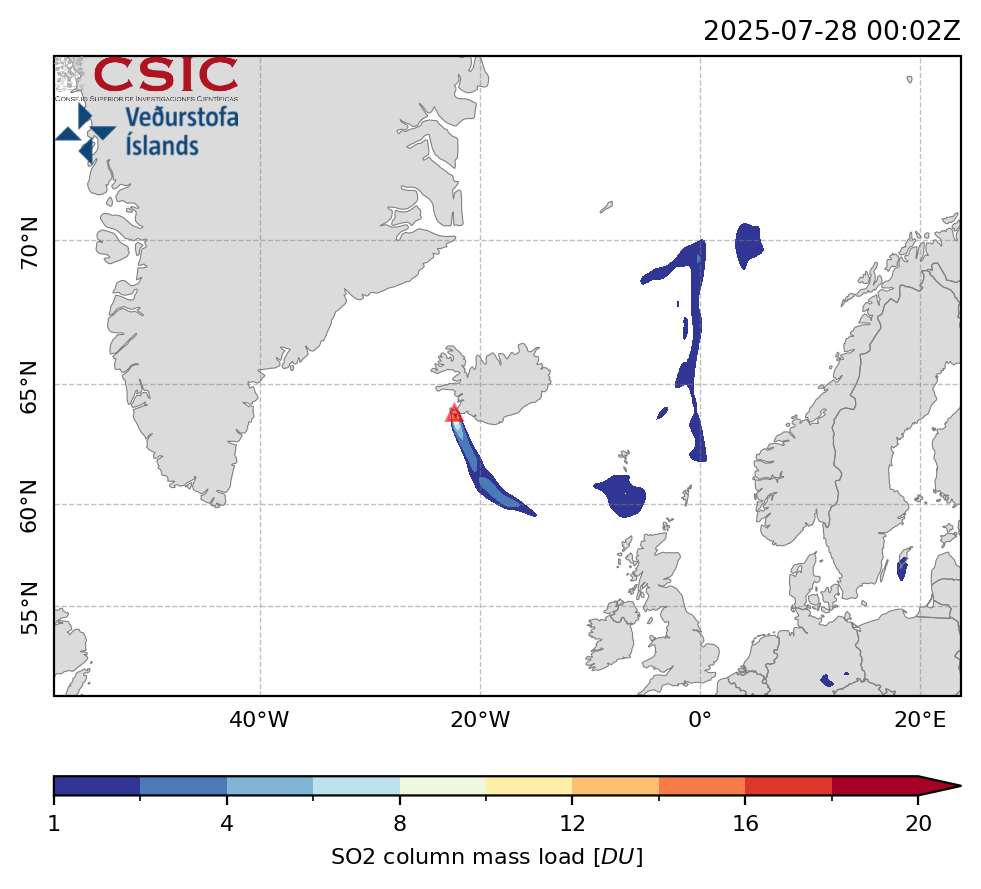 2025-07-28 00:02Z
CSIC
CONSEJO SUPERIOR DE INVESTIGACIONES CIENTÍFICAS
Veðurstofa
Íslands
70°N
65°N
60°N
55°N
40°W 20°W 0° 20°E
1 4 8 12 16 20
SO2 column mass load [DU]